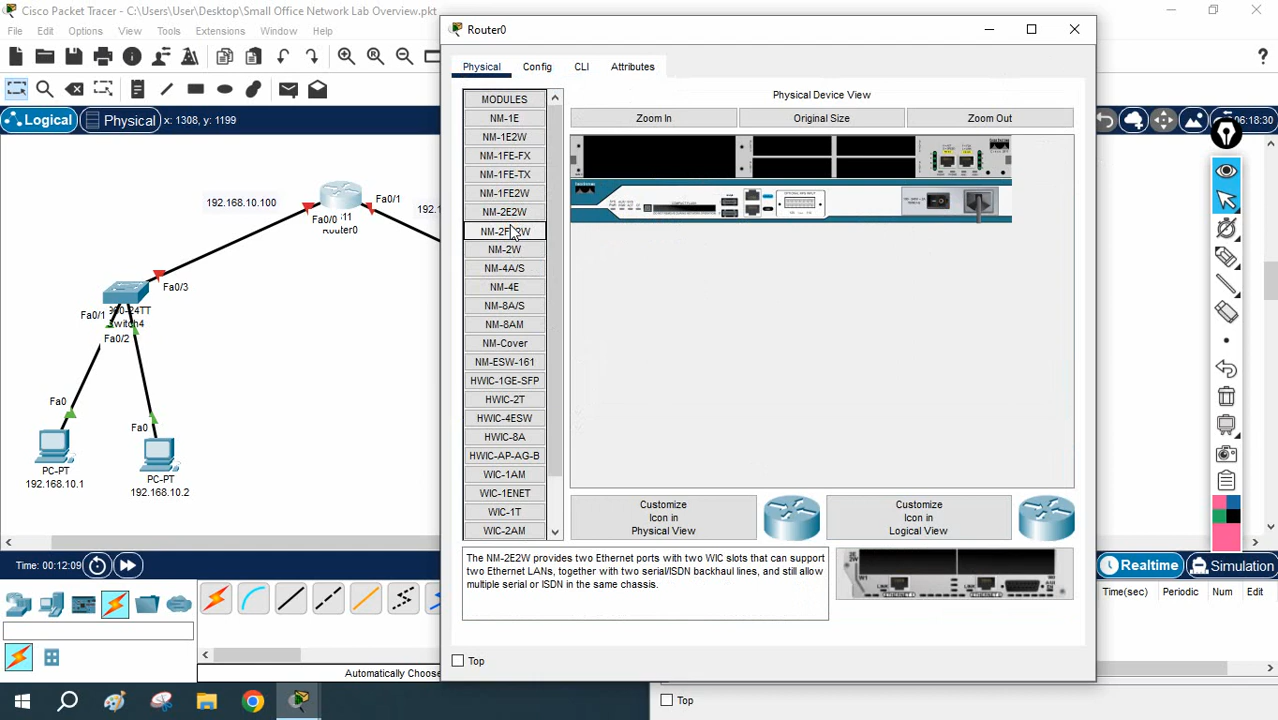 Cisco Packet Tracer - C:\Users\User\Desktop\Small Office Network Lab Overview.pkt
File Edit Options View Tools Extensions Window Help
Logical Physical x: 1308, y: 1199
06:18:30
192.168.10.100
Fa0/1
192.1
Fa0/0
Router0
Fa0/3
Fa0/1
Fa0/2
Fa0
Fa0
PC-PT
192.168.10.1
PC-PT
192.168.10.2
Time: 00:12:09
Realtime Simulation
Time(sec) Periodic Num Edit
Automatically Choos
Top
Router0
Physical Config CLI Attributes
MODULES
NM-1E
NM-1E2W
NM-1FE-FX
NM-1FE-TX
NM-1FE2W
NM-2E2W
NM-2W
NM-4A/S
NM-4E
NM-8A/S
NM-8AM
NM-Cover
NM-ESW-161
HWIC-1GE-SFP
HWIC-2T
HWIC-4ESW
HWIC-8A
HWIC-AP-AG-B
WIC-1AM
WIC-1ENET
WIC-1T
WIC-2AM
Physical Device View
Zoom In Original Size Zoom Out
Customize
Icon in
Physical View
Customize
Icon in
Logical View
The NM-2E2W provides two Ethernet ports with two WIC slots that can support
two Ethernet LANs, together with two serial/ISDN backhaul lines, and still allow
multiple serial or ISDN in the same chassis.
Top